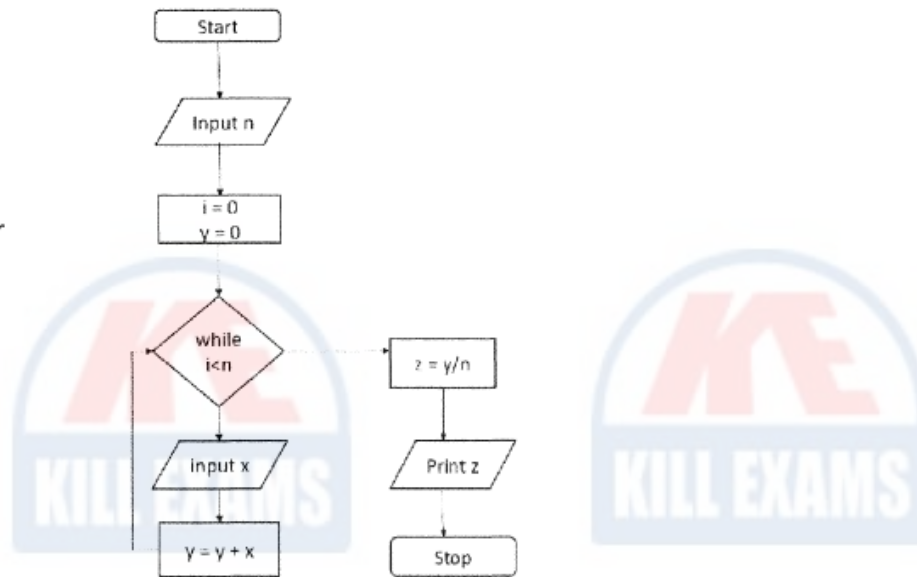 Start
Input n
i = 0
y = 0
while
i<n
z = y/n
input x
Print z
y = y + x
Stop
KILL EXAMS
KILL EXAMS